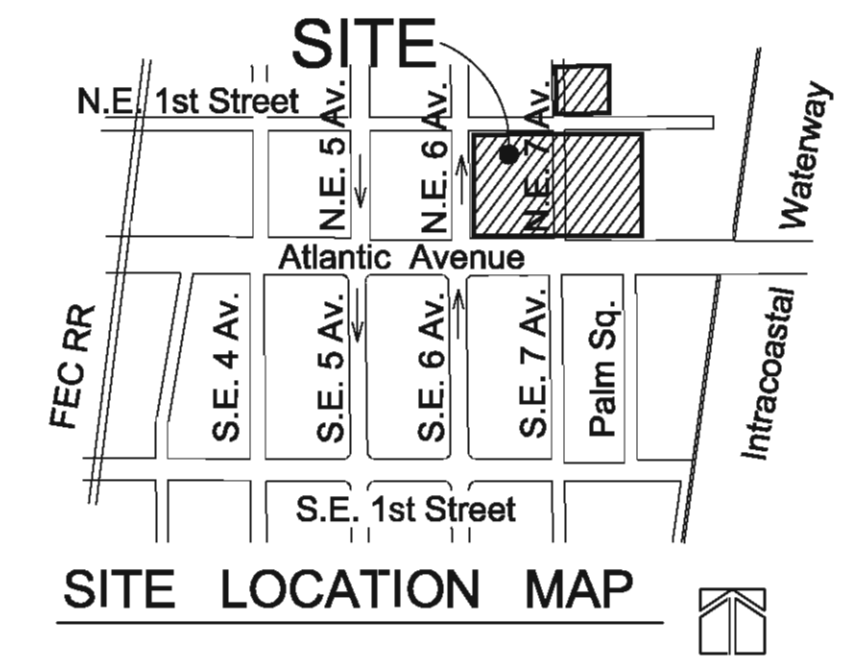 SITE
N.E. 1st Street
N.E. 5 Av.
N.E. 6 Av.
N.E. 7 Av.
Waterway
Atlantic Avenue
FEC RR
S.E. 4 Av.
S.E. 5 Av.
S.E. 6 Av.
S.E. 7 Av.
Palm Sq.
Intracoastal
S.E. 1st Street
SITE LOCATION MAP